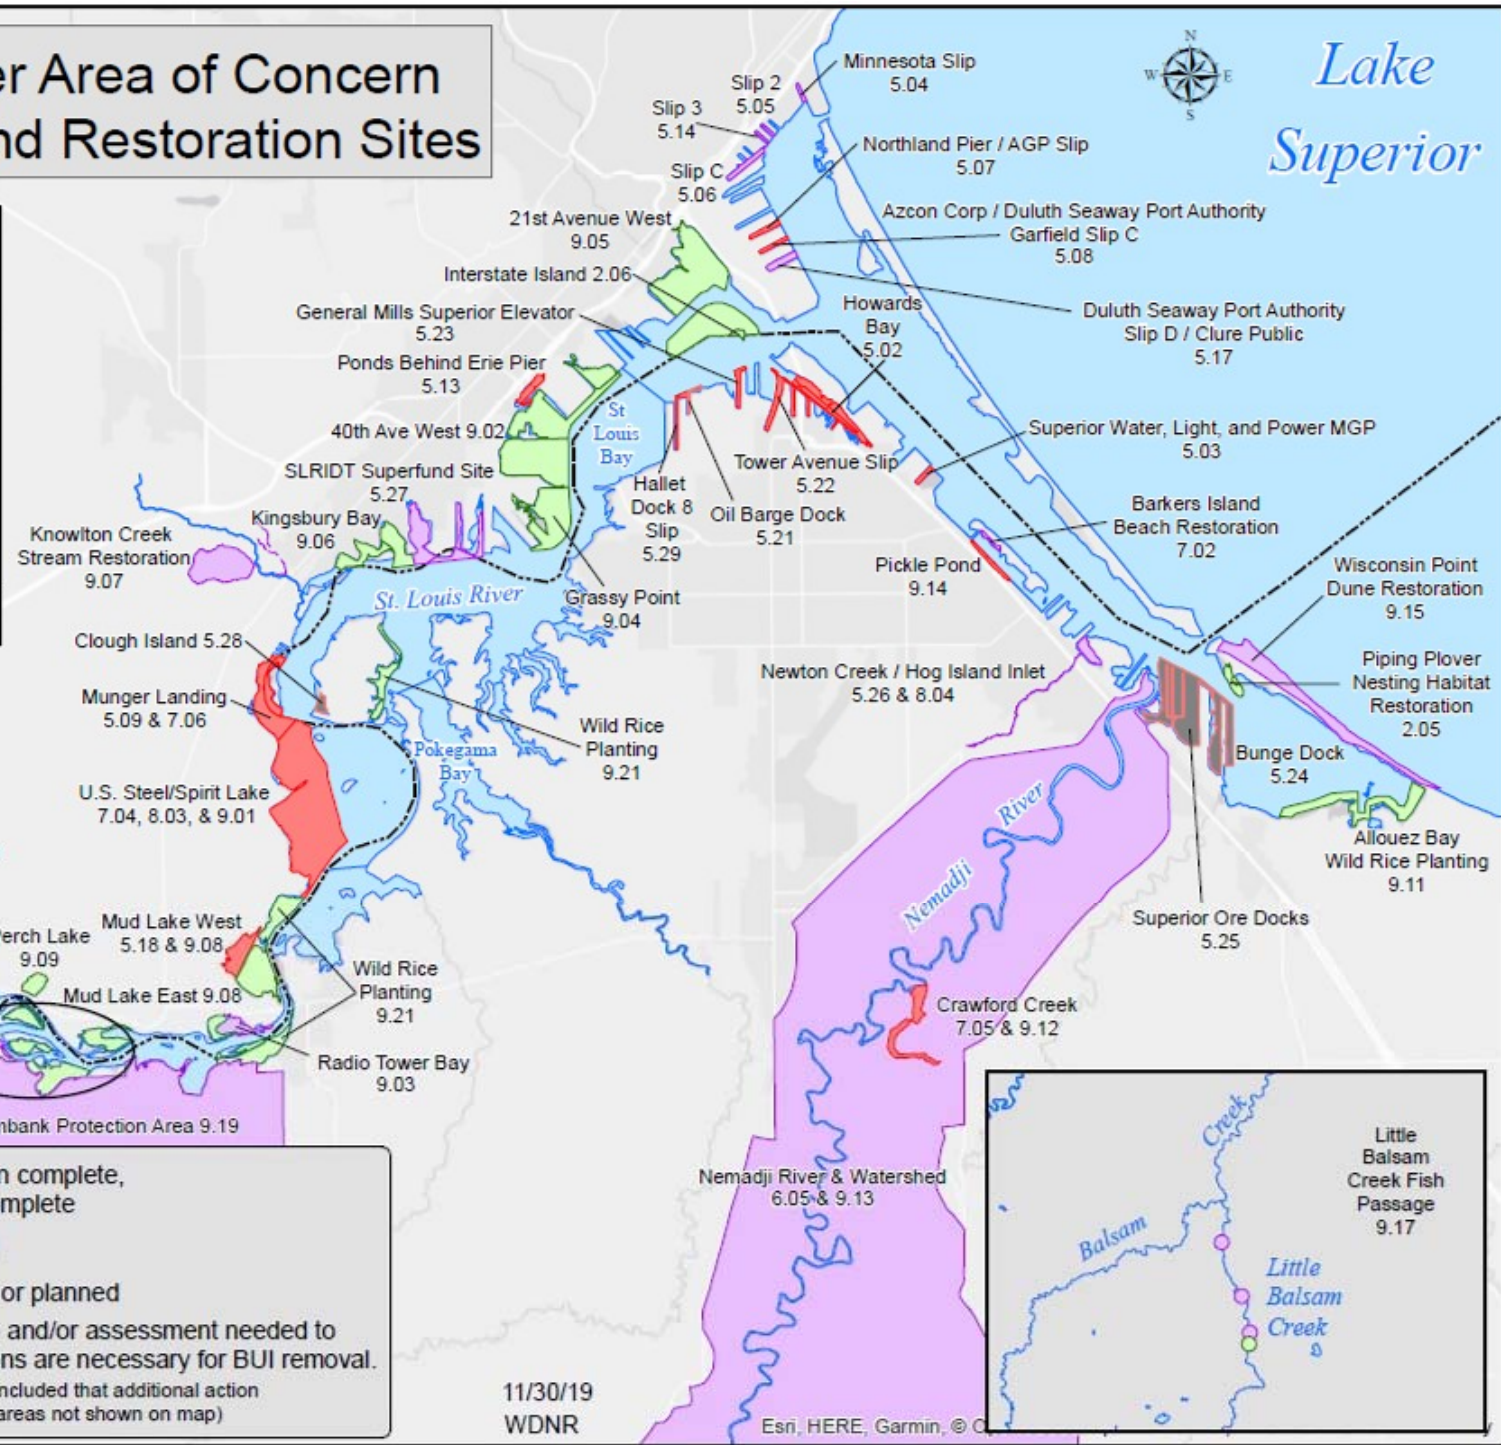 er Area of Concern
nd Restoration Sites
N
W
E
S
Lake
Superior
Minnesota Slip
5.04
Slip 2
5.05
Slip 3
5.14
Northland Pier / AGP Slip
5.07
Slip C
5.06
Azcon Corp / Duluth Seaway Port Authority
Garfield Slip C
5.08
21st Avenue West
9.05
Interstate Island 2.06
General Mills Superior Elevator
5.23
Howards
Bay
5.02
Duluth Seaway Port Authority
Slip D / Clure Public
5.17
Ponds Behind Erie Pier
5.13
40th Ave West 9.02
St
Louis
Bay
Superior Water, Light, and Power MGP
5.03
SLRIDT Superfund Site
5.27
Tower Avenue Slip
5.22
Hallet
Dock 8
Slip
5.29
Oil Barge Dock
5.21
Barkers Island
Beach Restoration
7.02
Kingsbury Bay
9.06
Knowlton Creek
Stream Restoration
9.07
Pickle Pond
9.14
Wisconsin Point
Dune Restoration
9.15
St. Louis River
Grassy Point
9.04
Clough Island 5.28
Newton Creek / Hog Island Inlet
5.26 & 8.04
Piping Plover
Nesting Habitat
Restoration
2.05
Munger Landing
5.09 & 7.06
Wild Rice
Planting
9.21
Pokegama
Bay
Bunge Dock
5.24
U.S. Steel/Spirit Lake
7.04, 8.03, & 9.01
Nemadji
River
Allouez Bay
Wild Rice Planting
9.11
Superior Ore Docks
5.25
Mud Lake West
5.18 & 9.08
Perch Lake
9.09
Wild Rice
Planting
9.21
Mud Lake East 9.08
Crawford Creek
7.05 & 9.12
Radio Tower Bay
9.03
mbank Protection Area 9.19
Nemadji River & Watershed
6.05 & 9.13
n complete,
mplete
or planned
and/or assessment needed to
ns are necessary for BUI removal.
ncluded that additional action
areas not shown on map)
11/30/19
WDNR
Esri, HERE, Garmin, ©
Creek
Balsam
Little
Balsam
Creek
Little
Balsam
Creek Fish
Passage
9.17